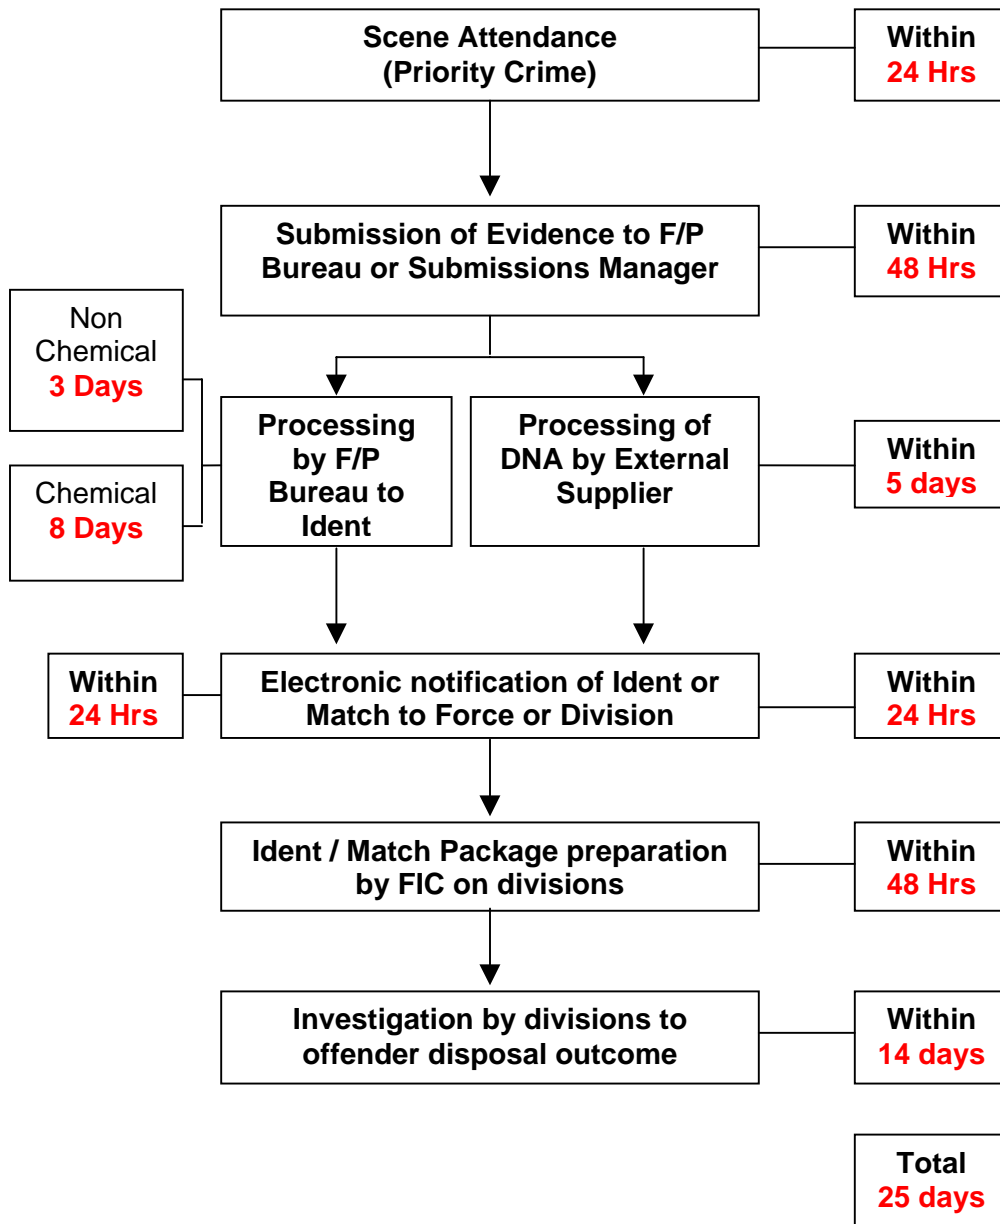 Scene Attendance
(Priority Crime)
Within
24 Hrs
Submission of Evidence to F/P
Bureau or Submissions Manager
Within
48 Hrs
Non
Chemical
3 Days
Chemical
8 Days
Processing
by F/P
Bureau to
Ident
Processing of
DNA by External
Supplier
Within
5 days
Within
24 Hrs
Electronic notification of Ident or
Match to Force or Division
Within
24 Hrs
Ident / Match Package preparation
by FIC on divisions
Within
48 Hrs
Investigation by divisions to
offender disposal outcome
Within
14 days
Total
25 days